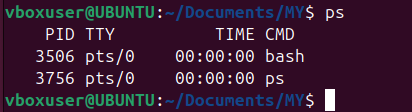 vboxuser@UBUNTU:~/Documents/MY$ ps
    PID TTY          TIME CMD
   3506 pts/0    00:00:00 bash
   3756 pts/0    00:00:00 ps
vboxuser@UBUNTU:~/Documents/MY$